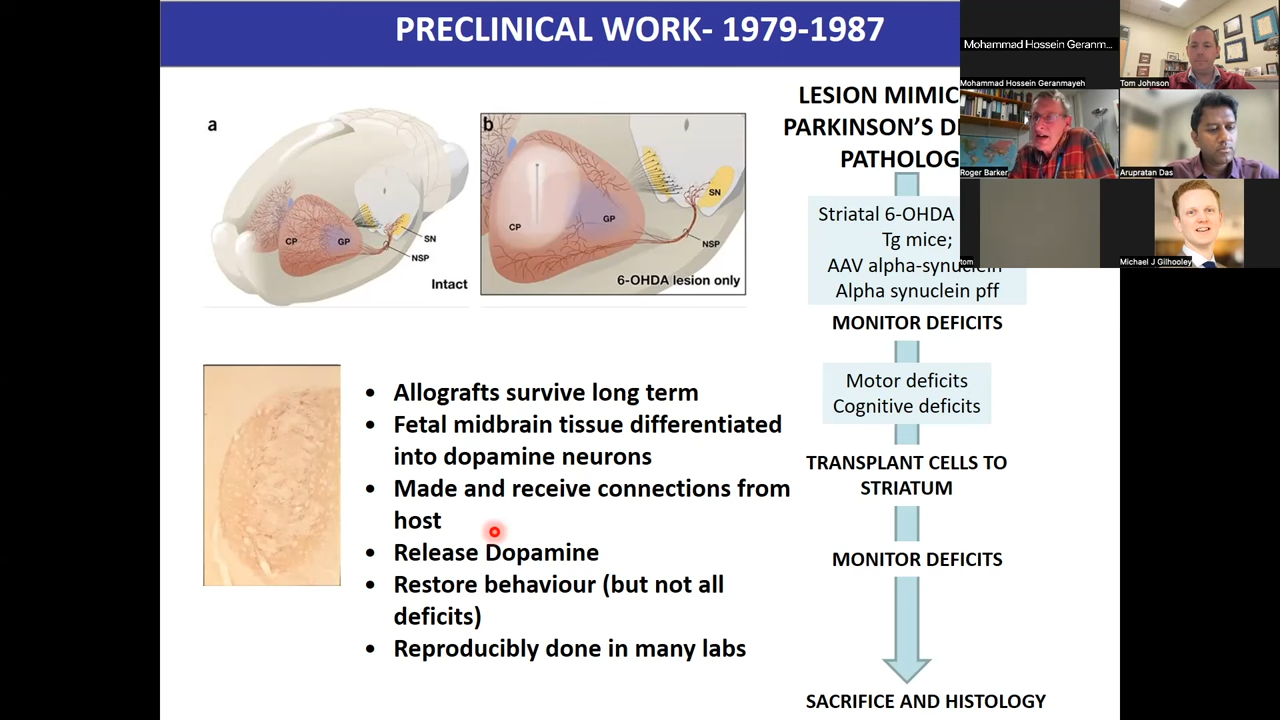 PRECLINICAL WORK- 1979-1987
a
CP
GP
SN
NSP
Intact
b
CP
GP
SN
NSP
6-OHDA lesion only
• Allografts survive long term
• Fetal midbrain tissue differentiated
into dopamine neurons
• Made and receive connections from
host
• Release Dopamine
• Restore behaviour (but not all
deficits)
• Reproducibly done in many labs
LESION MIMIC
PARKINSON'S D
PATHOLOG
Striatal 6-OHDA
Tg mice;
AAV alpha-synuclein
Alpha synuclein pff
MONITOR DEFICITS
Motor deficits
Cognitive deficits
TRANSPLANT CELLS TO
STRIATUM
MONITOR DEFICITS
SACRIFICE AND HISTOLOGY
Mohammad Hossein Geranm...
Mohammad Hossein Geranmayeh
Tom Johnson
Roger Barker
Arupratan Das
tom
Michael J Gilhooley